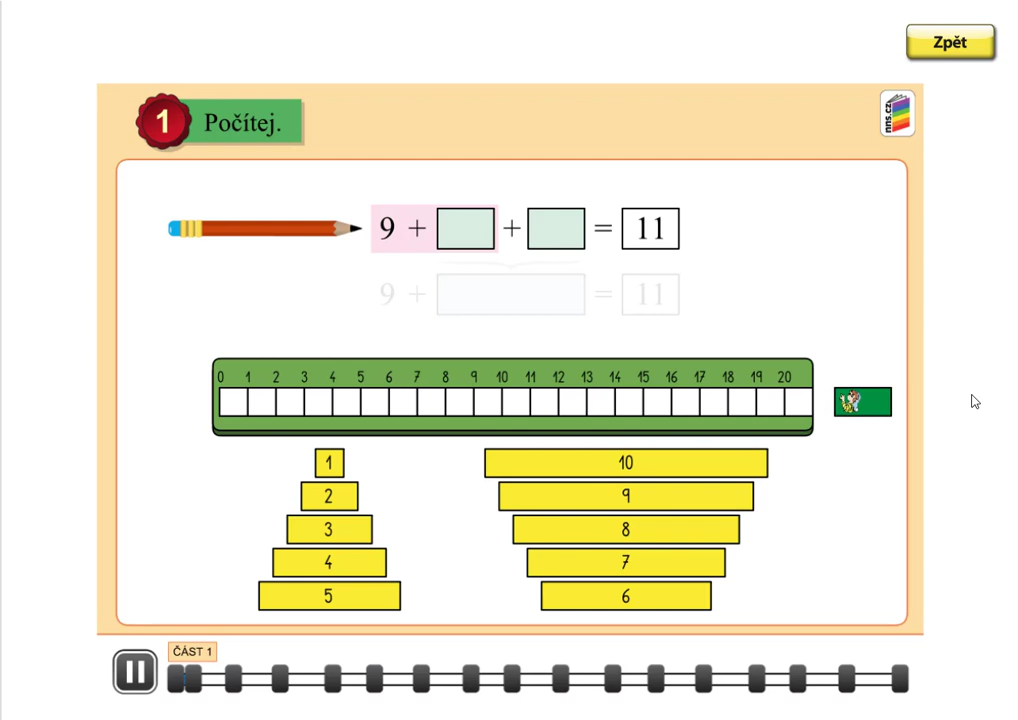 Zpět
1 Počítej.
nns.cz
9 + + = 11
9 + = 11
0 1 2 3 4 5 6 7 8 9 10 11 12 13 14 15 16 17 18 19 20
1 10
2 9
3 8
4 7
5 6
ČÁST 1